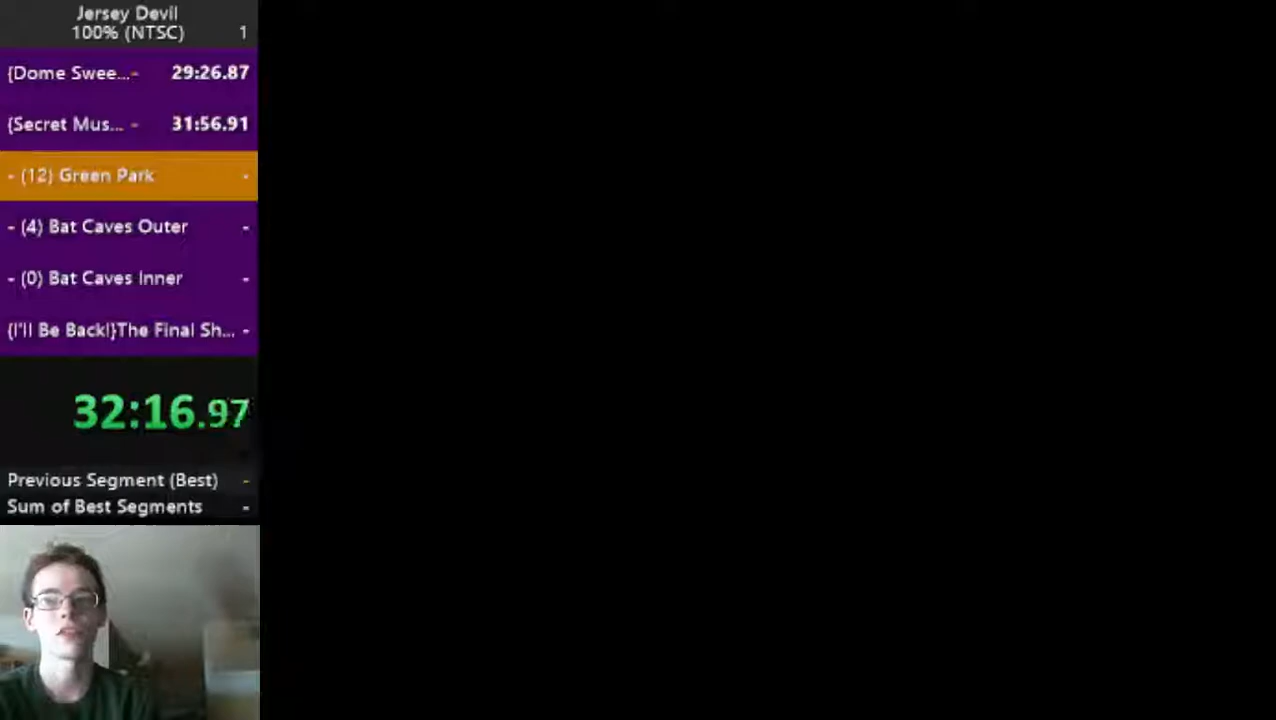 Jersey Devil
100% (NTSC) 1
{Dome Swee... - 29:26.87
{Secret Mus... - 31:56.91
- (12) Green Park -
- (4) Bat Caves Outer -
- (0) Bat Caves Inner -
{I'll Be Back!}The Final Sh... -
32:16.97
Previous Segment (Best) -
Sum of Best Segments -